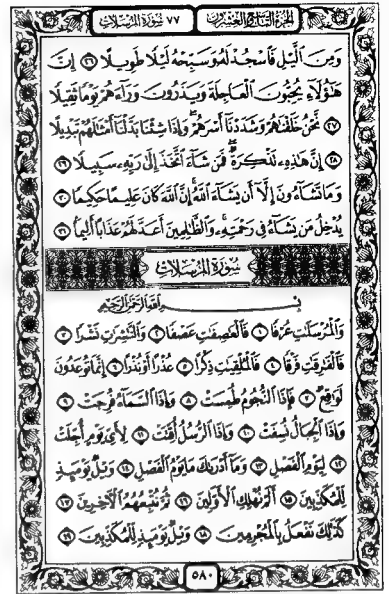 الجزء التاسع والعشرون ٧٧ سورة المرسلات
وَمِنَ ٱلَّيْلِ فَٱسْجُدْ لَهُۥ وَسَبِّحْهُ لَيْلًا طَوِيلًا ٢٦ إِنَّ
هَٰٓؤُلَآءِ يُحِبُّونَ ٱلْعَاجِلَةَ وَيَذَرُونَ وَرَآءَهُمْ يَوْمًا ثَقِيلًا
٢٧ نَّحْنُ خَلَقْنَٰهُمْ وَشَدَدْنَآ أَسْرَهُمْ ۖ وَإِذَا شِئْنَا بَدَّلْنَآ أَمْثَٰلَهُمْ تَبْدِيلًا
٢٨ إِنَّ هَٰذِهِۦ تَذْكِرَةٌ ۖ فَمَن شَآءَ ٱتَّخَذَ إِلَىٰ رَبِّهِۦ سَبِيلًا ٢٩
وَمَا تَشَآءُونَ إِلَّآ أَن يَشَآءَ ٱللَّهُ ۚ إِنَّ ٱللَّهَ كَانَ عَلِيمًا حَكِيمًا ٣٠
يُدْخِلُ مَن يَشَآءُ فِى رَحْمَتِهِۦ ۚ وَٱلظَّٰلِمِينَ أَعَدَّ لَهُمْ عَذَابًا أَلِيمًۢا ٣١
سورة المرسلات
بِسْمِ ٱللَّهِ ٱلرَّحْمَٰنِ ٱلرَّحِيمِ
وَٱلْمُرْسَلَٰتِ عُرْفًا ١ فَٱلْعَٰصِفَٰتِ عَصْفًا ٢ وَٱلنَّٰشِرَٰتِ نَشْرًا ٣
فَٱلْفَٰرِقَٰتِ فَرْقًا ٤ فَٱلْمُلْقِيَٰتِ ذِكْرًا ٥ عُذْرًا أَوْ نُذْرًا ٦ إِنَّمَا تُوعَدُونَ
لَوَٰقِعٌ ٧ فَإِذَا ٱلنُّجُومُ طُمِسَتْ ٨ وَإِذَا ٱلسَّمَآءُ فُرِجَتْ ٩
وَإِذَا ٱلْجِبَالُ نُسِفَتْ ١٠ وَإِذَا ٱلرُّسُلُ أُقِّتَتْ ١١ لِأَىِّ يَوْمٍ أُجِّلَتْ
١٢ لِيَوْمِ ٱلْفَصْلِ ١٣ وَمَآ أَدْرَىٰكَ مَا يَوْمُ ٱلْفَصْلِ ١٤ وَيْلٌ يَوْمَئِذٍ
لِّلْمُكَذِّبِينَ ١٥ أَلَمْ نُهْلِكِ ٱلْأَوَّلِينَ ١٦ ثُمَّ نُتْبِعُهُمُ ٱلْءَاخِرِينَ ١٧
كَذَٰلِكَ نَفْعَلُ بِٱلْمُجْرِمِينَ ١٨ وَيْلٌ يَوْمَئِذٍ لِّلْمُكَذِّبِينَ ١٩
٥٨٠